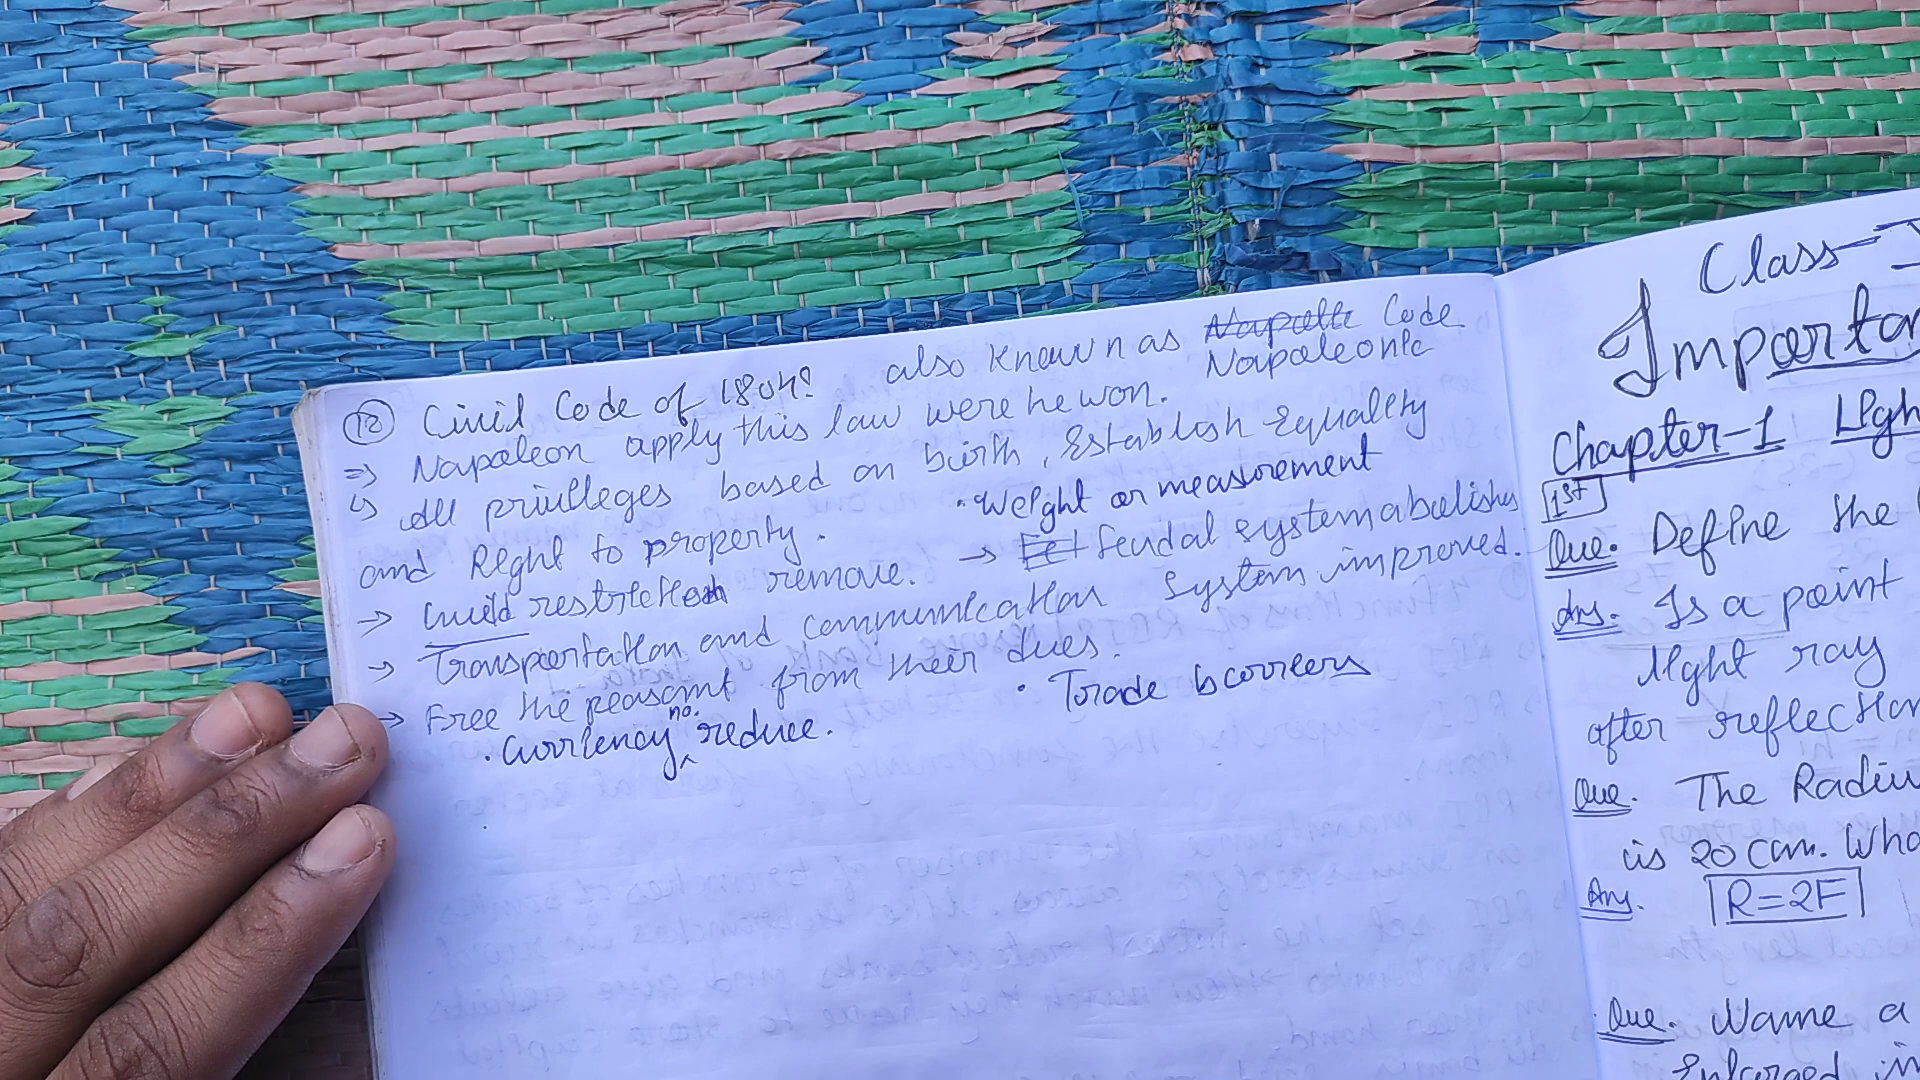 (12) Civil Code of 1804? also known as Code
Napoleonic
⇒ Napoleon apply this law were he won.
↳ All privileges based on birth, Establish Equality
and Right to property. • Weight or measurement
→ Guild restriction remove. → feudal system abolishes
→ Transportation and communication system improved.
→ Free the peasant from their dues.
• Currency no. reduce. • Trade bcorriers
Class-
Importan
Chapter-1 Ligh
1st
Que. Define the
Ans. Is a point
light ray
after reflection
Que. The Radiu
is 20 cm. Wha
Ans. R=2F
Que. Name a
Enlarged in